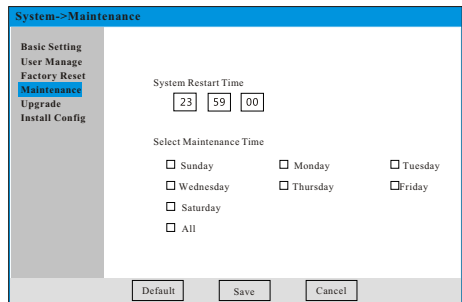 System->Maintenance
Basic Setting
User Manage
Factory Reset
Maintenance
Upgrade
Install Config
System Restart Time
23 59 00
Select Maintenance Time
Sunday Monday Tuesday
Wednesday Thursday Friday
Saturday
All
Default Save Cancel